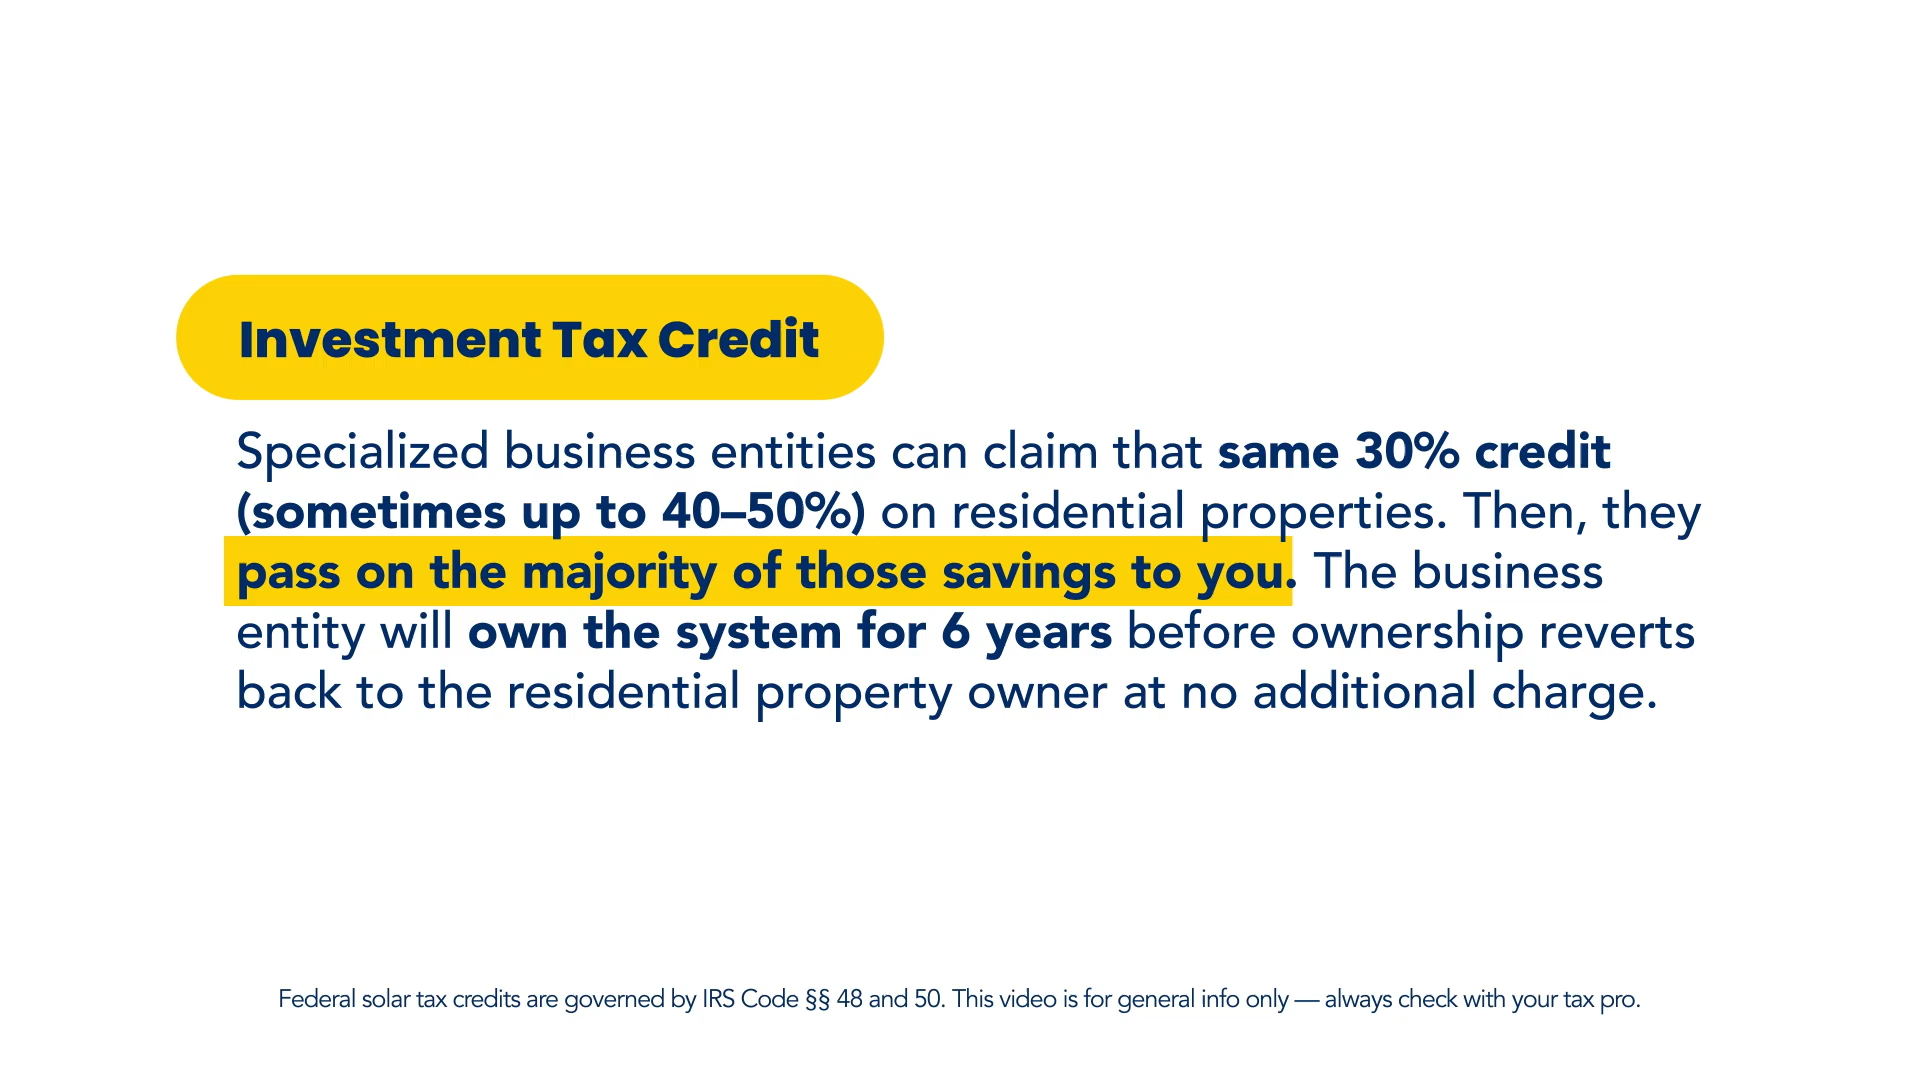 Investment Tax Credit
Specialized business entities can claim that same 30% credit
(sometimes up to 40–50%) on residential properties. Then, they
pass on the majority of those savings to you. The business
entity will own the system for 6 years before ownership reverts
back to the residential property owner at no additional charge.
Federal solar tax credits are governed by IRS Code §§ 48 and 50. This video is for general info only — always check with your tax pro.